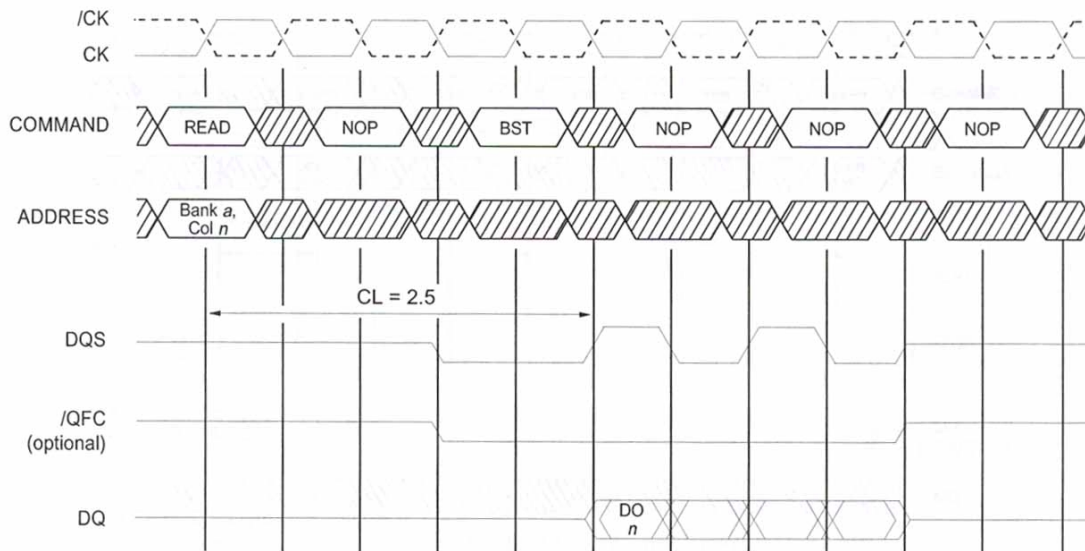 /CK
CK
COMMAND READ NOP BST NOP NOP NOP
ADDRESS Bank a,
Col n
CL = 2.5
DQS
/QFC
(optional)
DQ DO
n